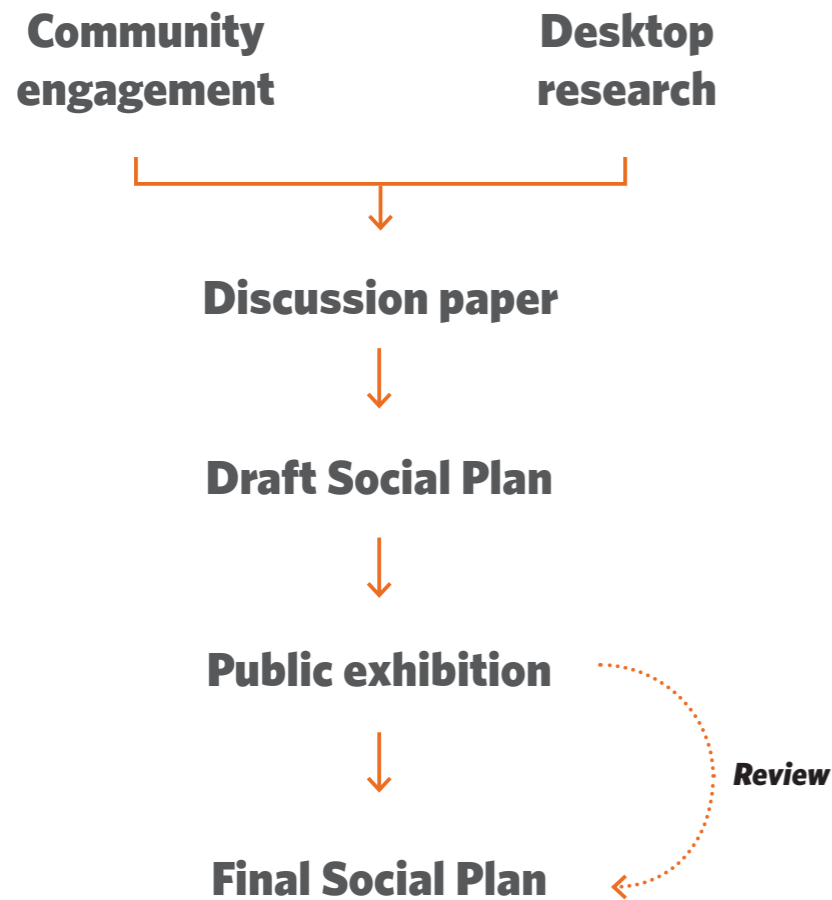 Community
engagement
Desktop
research
Discussion paper
Draft Social Plan
Public exhibition
Review
Final Social Plan